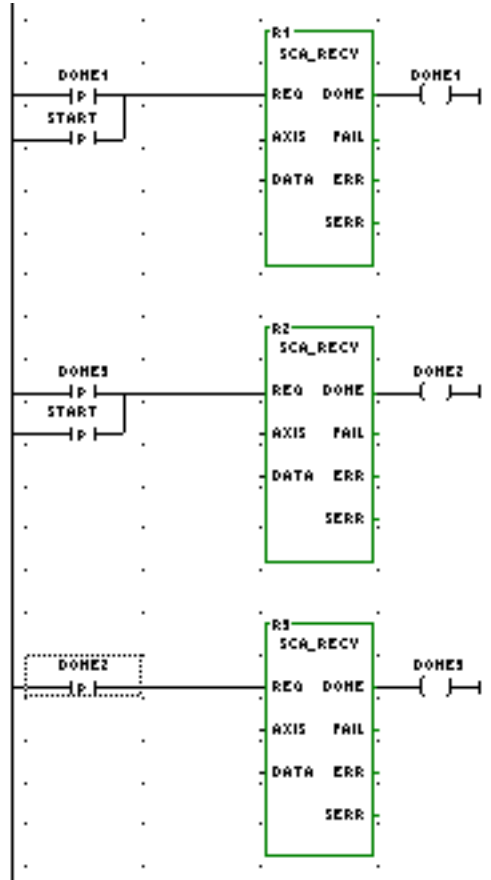 R1
SCA_RECV
DONE1
DONE1
P
REQ DONE
START
P
AXIS FAIL
DATA ERR
SERR
R2
SCA_RECV
DONE3
DONE2
P
REQ DONE
START
P
AXIS FAIL
DATA ERR
SERR
R3
SCA_RECV
DONE2
DONE3
P
REQ DONE
AXIS FAIL
DATA ERR
SERR